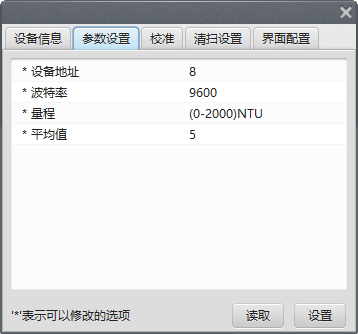 设备信息 参数设置 校准 清扫设置 界面配置
* 设备地址 8
* 波特率 9600
* 量程 (0-2000)NTU
* 平均值 5
'*'表示可以修改的选项 读取 设置